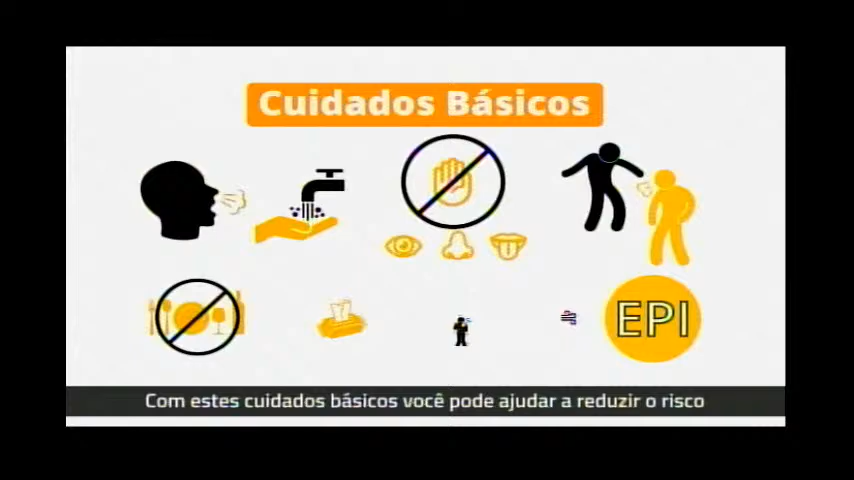 Cuidados Básicos
EPI
Com estes cuidados básicos você pode ajudar a reduzir o risco